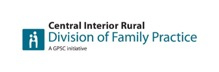 Central Interior Rural
Division of Family Practice
A GPSC initiative